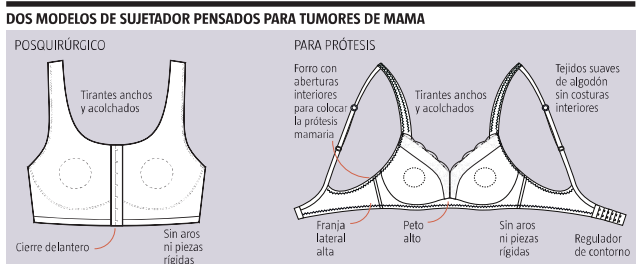 DOS MODELOS DE SUJETADOR PENSADOS PARA TUMORES DE MAMA
POSQUIRÚRGICO
Tirantes anchos
y acolchados
Cierre delantero
Sin aros
ni piezas
rígidas
PARA PRÓTESIS
Forro con
aberturas
interiores
para colocar
la prótesis
mamaria
Tirantes anchos
y acolchados
Tejidos suaves
de algodón
sin costuras
interiores
Franja
lateral
alta
Peto
alto
Sin aros
ni piezas
rígidas
Regulador
de contorno